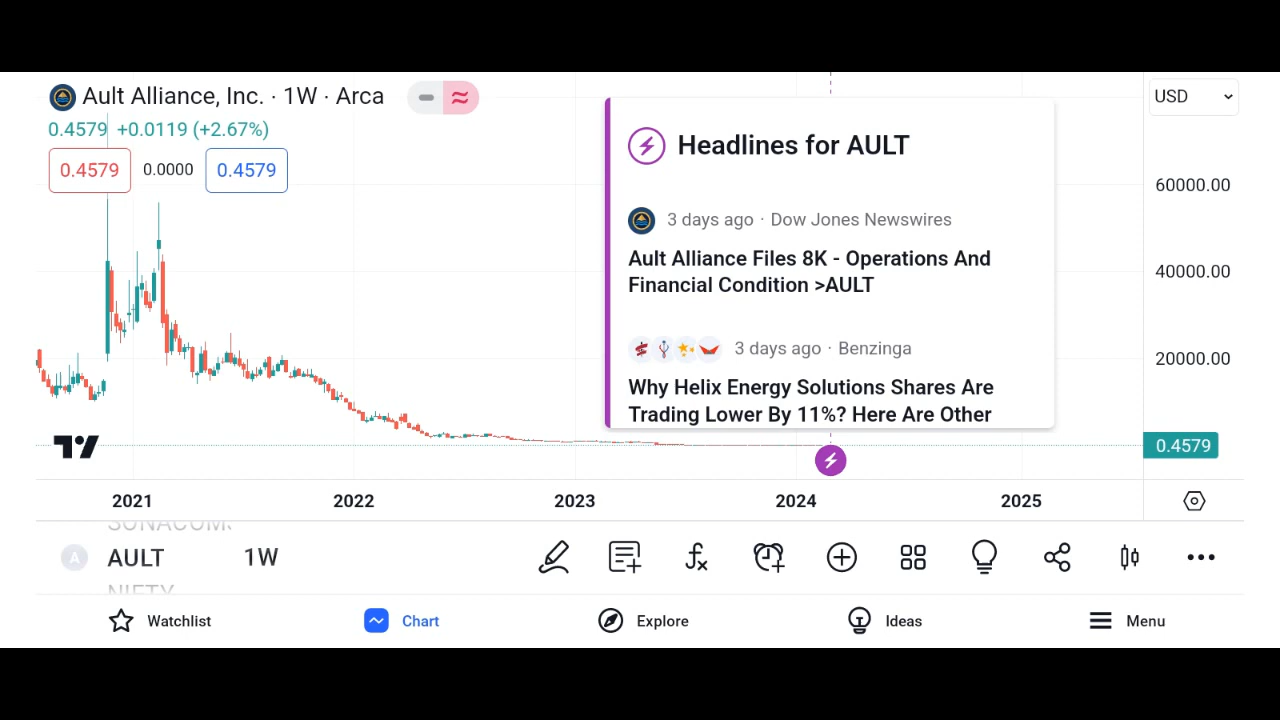 Ault Alliance, Inc. · 1W · Arca
USD
0.4579 +0.0119 (+2.67%)
0.4579 0.0000 0.4579
Headlines for AULT
3 days ago · Dow Jones Newswires
Ault Alliance Files 8K - Operations And
Financial Condition >AULT
3 days ago · Benzinga
Why Helix Energy Solutions Shares Are
Trading Lower By 11%? Here Are Other
60000.00
40000.00
20000.00
0.4579
2021 2022 2023 2024 2025
SONACOMS
A AULT 1W
NIFTY
Watchlist Chart Explore Ideas Menu